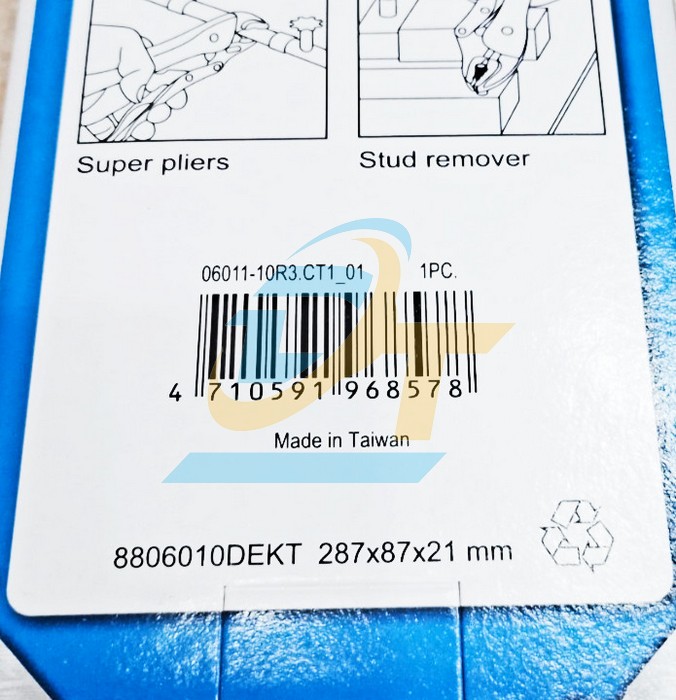 Super pliers
Stud remover
06011-10R3.CT1_01 1PC.
4 710591 968578
Made in Taiwan
8806010DEKT 287x87x21 mm